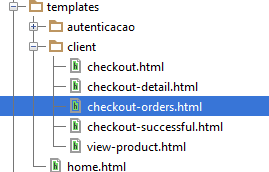 templates
autenticacao
client
checkout.html
checkout-detail.html
checkout-orders.html
checkout-successful.html
view-product.html
home.html